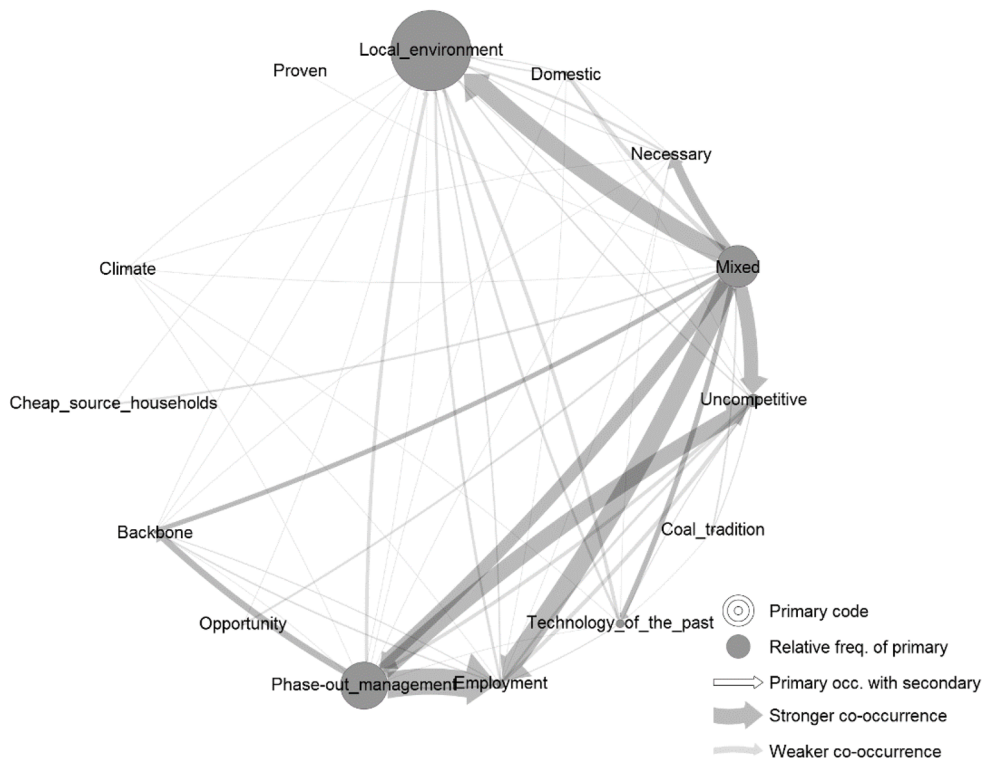 Local_environment
Proven
Domestic
Necessary
Climate
Mixed
Cheap_source_households
Uncompetitive
Backbone
Coal_tradition
Opportunity
Technology_of_the_past
Phase-out_management
Employment
Primary code
Relative freq. of primary
Primary occ. with secondary
Stronger co-occurrence
Weaker co-occurrence